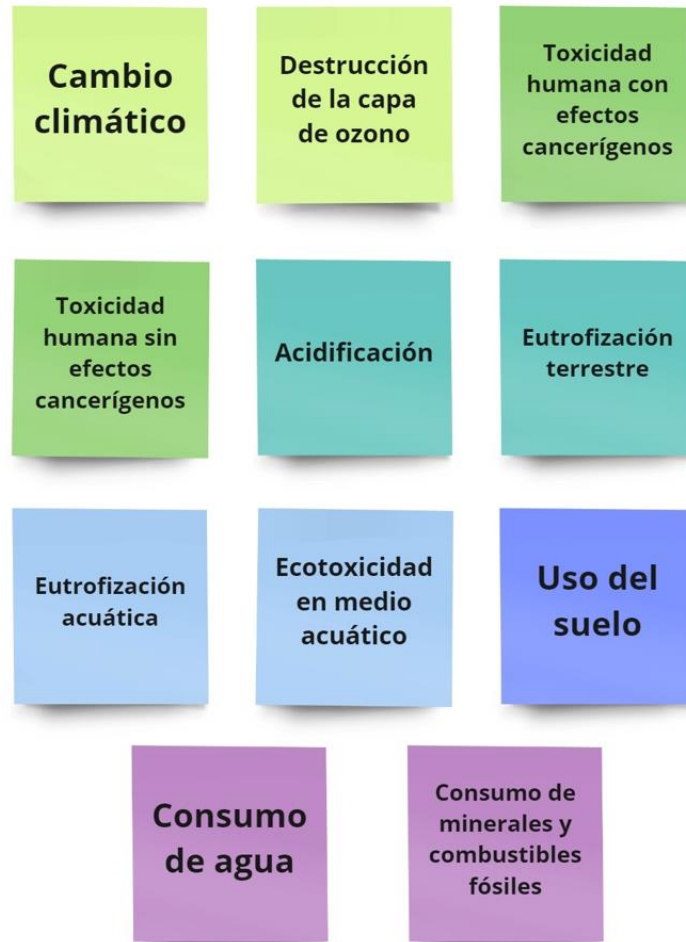 Cambio
climático
Destrucción
de la capa
de ozono
Toxicidad
humana con
efectos
cancerígenos
Toxicidad
humana sin
efectos
cancerígenos
Acidificación
Eutrofización
terrestre
Eutrofización
acuática
Ecotoxicidad
en medio
acuático
Uso del
suelo
Consumo
de agua
Consumo de
minerales y
combustibles
fósiles